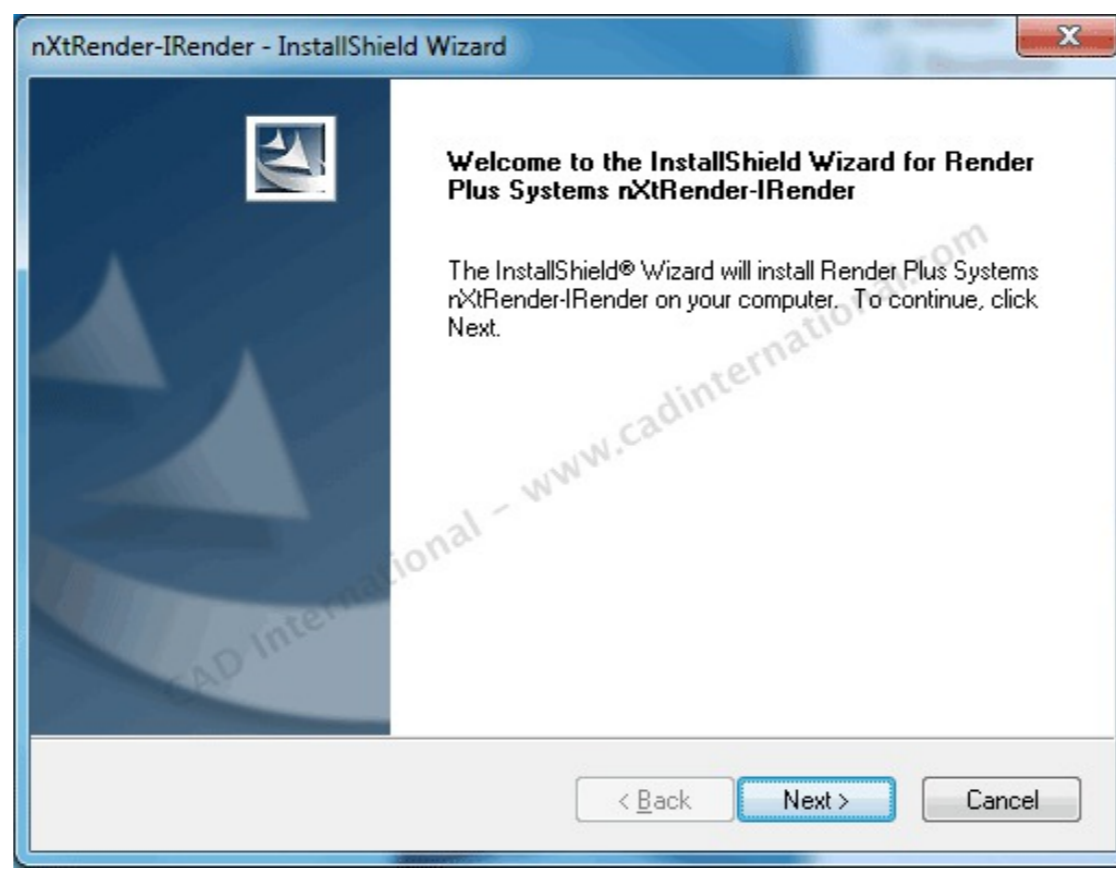 nXtRender-IRender - InstallShield Wizard
Welcome to the InstallShield Wizard for Render
Plus Systems nXtRender-IRender
The InstallShield® Wizard will install Render Plus Systems
nXtRender-IRender on your computer. To continue, click
Next.
CAD International - www.cadinternational.com
< Back
Next >
Cancel